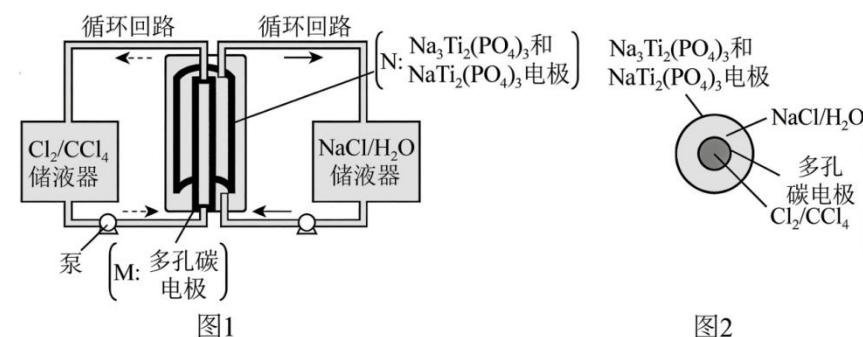 循环回路 循环回路
N: Na₃Ti₂(PO₄)₃和
NaTi₂(PO₄)₃电极
Cl₂/CCl₄
储液器
NaCl/H₂O
储液器
泵
M: 多孔碳
电极
图1
Na₃Ti₂(PO₄)₃和
NaTi₂(PO₄)₃电极
NaCl/H₂O
多孔
碳电极
Cl₂/CCl₄
图2